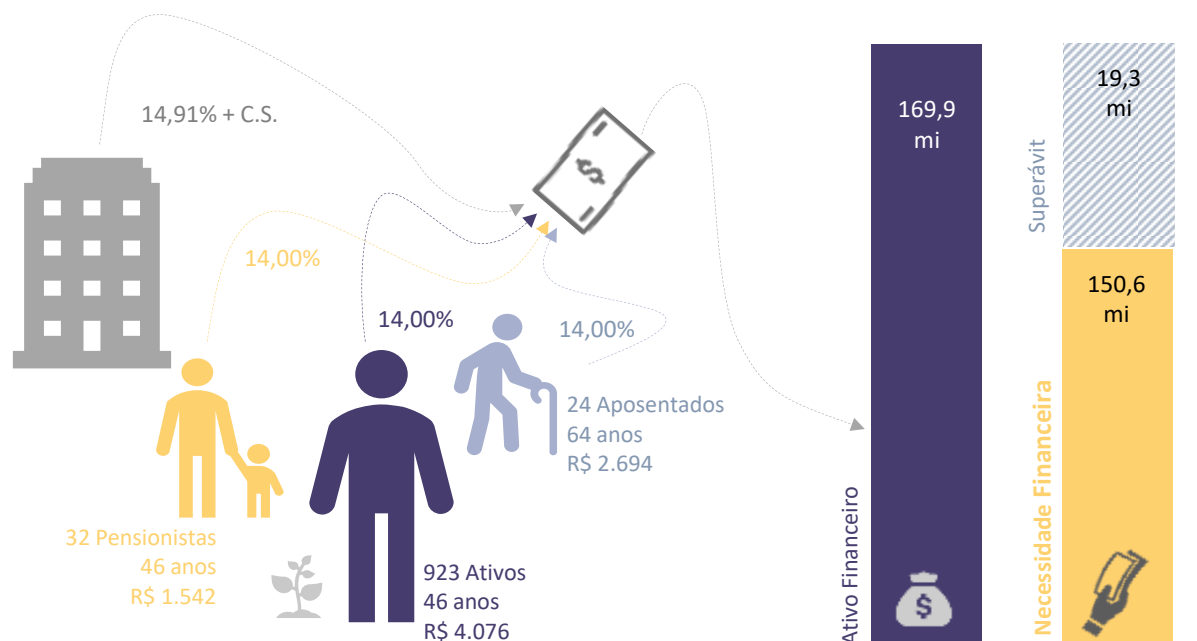 14,91% + C.S.
14,00%
14,00%
14,00%
$
24 Aposentados
64 anos
R$ 2.694
32 Pensionistas
46 anos
R$ 1.542
923 Ativos
46 anos
R$ 4.076
Ativo Financeiro
169,9
mi
$
Superávit
19,3
mi
Necessidade Financeira
150,6
mi